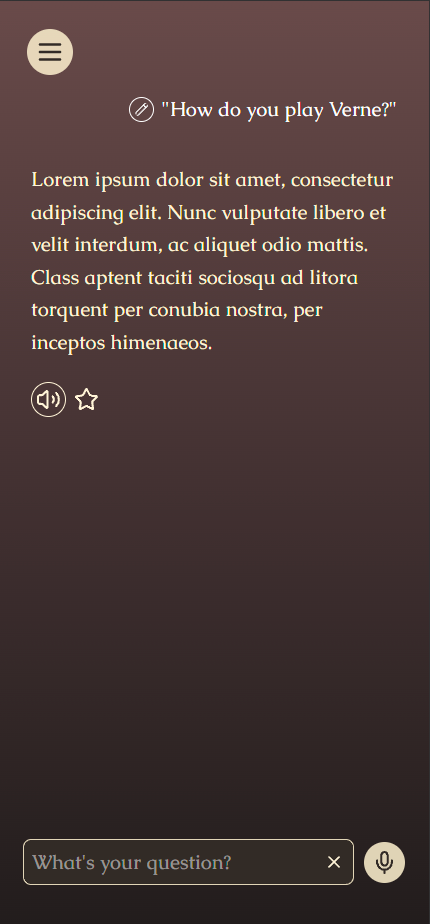 "How do you play Verne?"
Lorem ipsum dolor sit amet, consectetur
adipiscing elit. Nunc vulputate libero et
velit interdum, ac aliquet odio mattis.
Class aptent taciti sociosqu ad litora
torquent per conubia nostra, per
inceptos himenaeos.
What's your question?